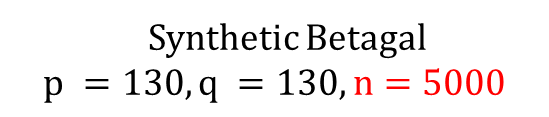 Synthetic Betagal
p = 130, q = 130, n = 5000